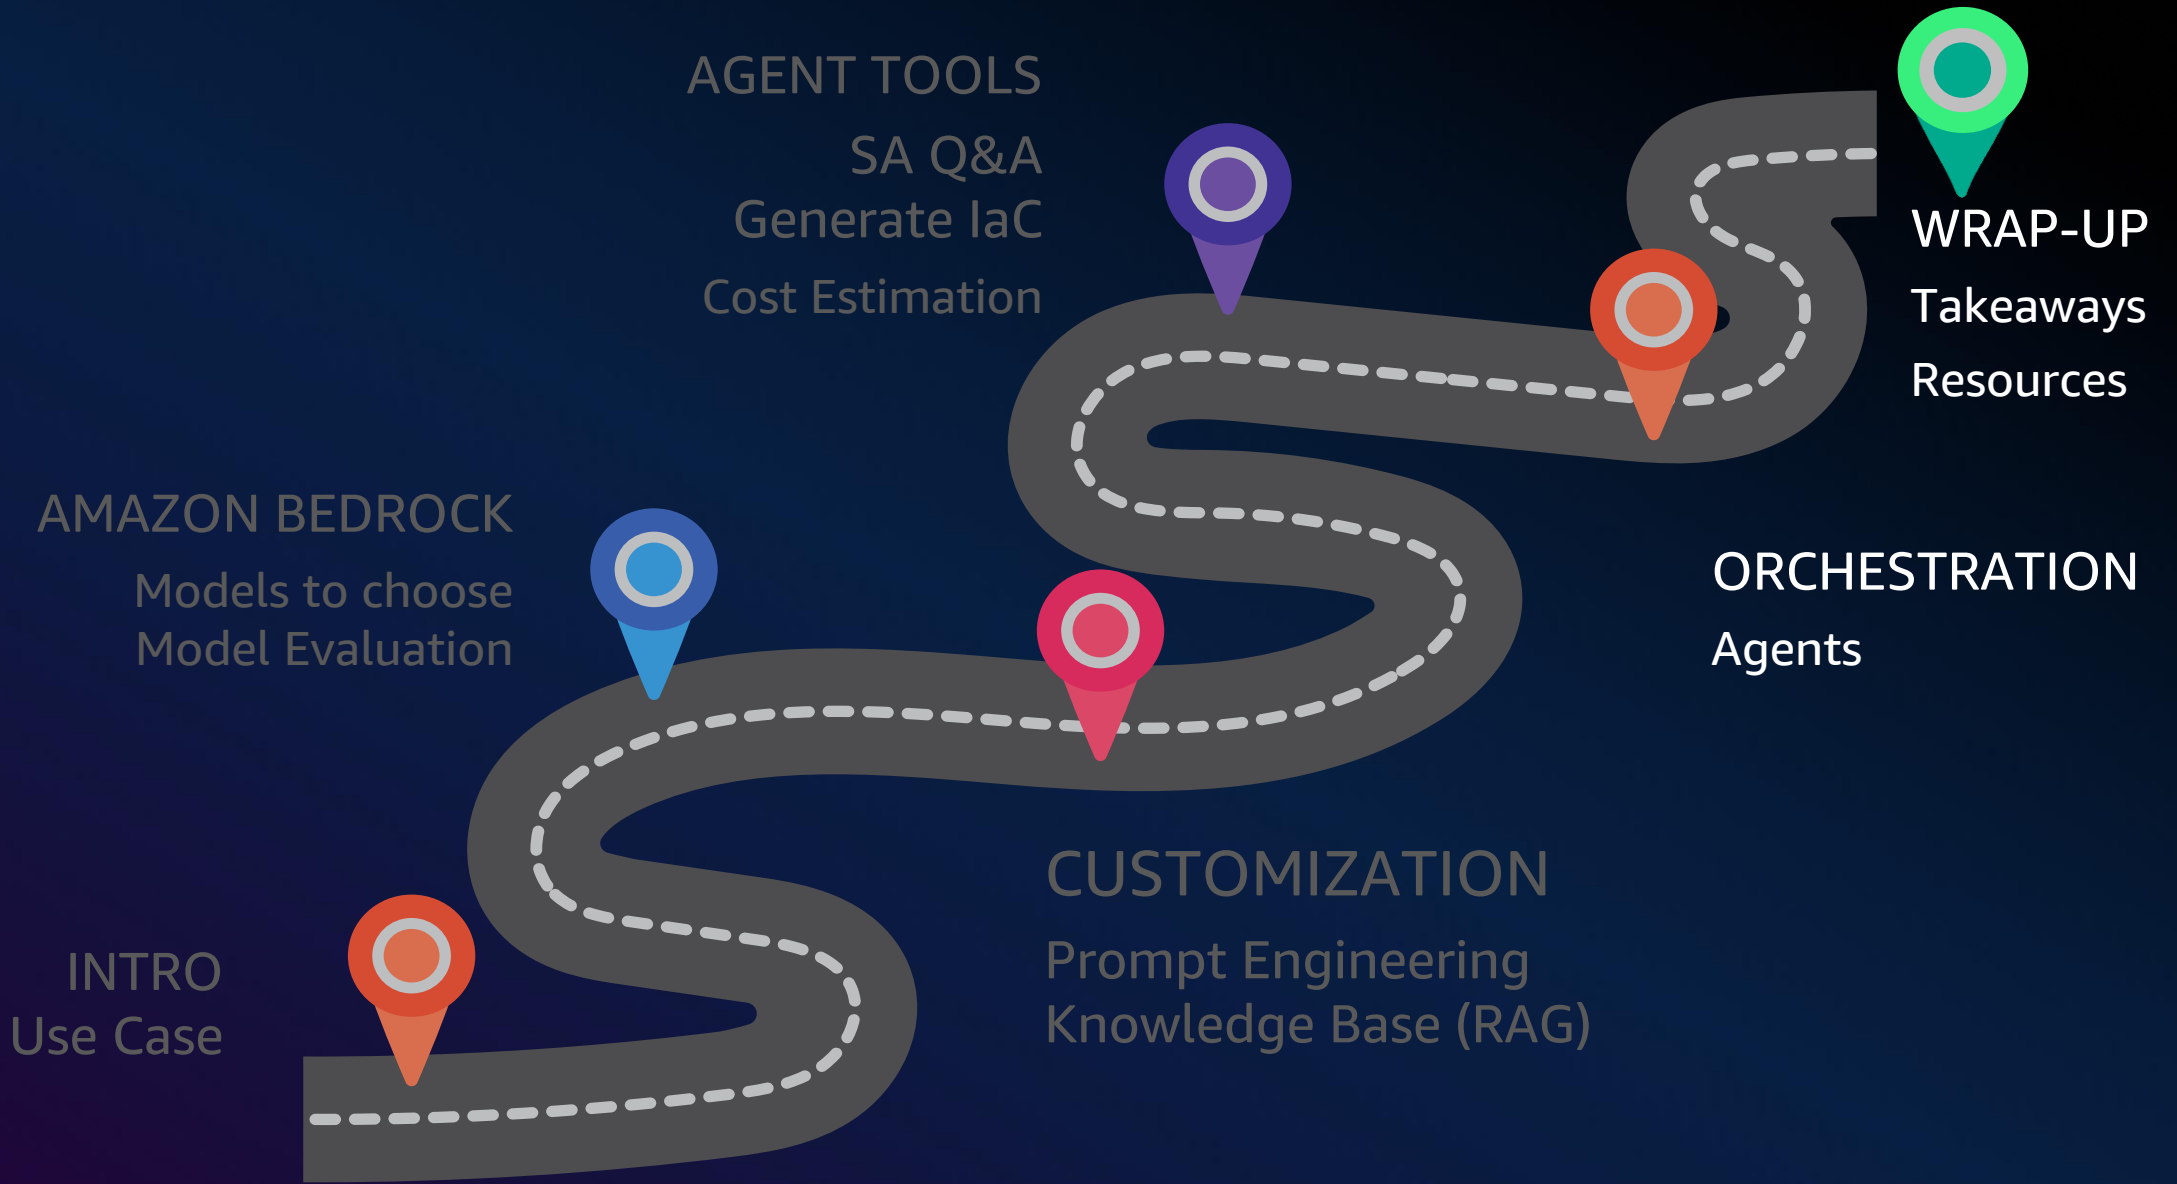 AGENT TOOLS
SA Q&A
Generate IaC
Cost Estimation
WRAP-UP
Takeaways
Resources
AMAZON BEDROCK
Models to choose
Model Evaluation
ORCHESTRATION
Agents
CUSTOMIZATION
Prompt Engineering
Knowledge Base (RAG)
INTRO
Use Case